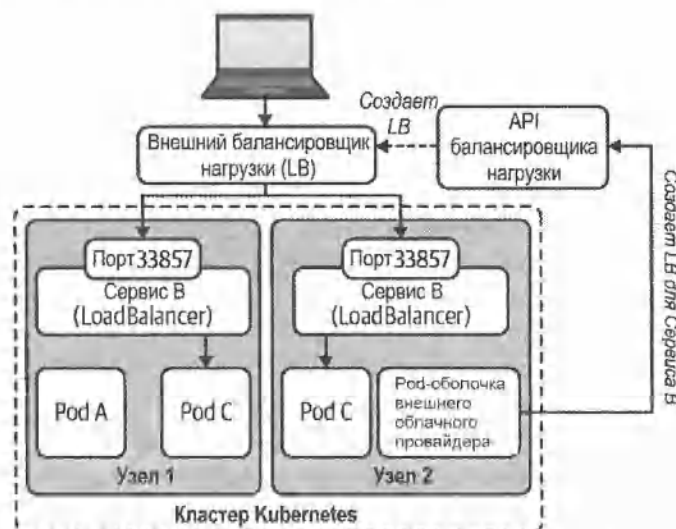 Создает
LB
API
балансировщика
нагрузки
Внешний балансировщик
нагрузки (LB)
Создает LB для Сервиса B
Порт 33857
Сервис B
(LoadBalancer)
Порт 33857
Сервис B
(LoadBalancer)
Pod A
Pod C
Pod C
Pod-оболочка
внешнего
облачного
провайдера
Узел 1
Узел 2
Кластер Kubernetes